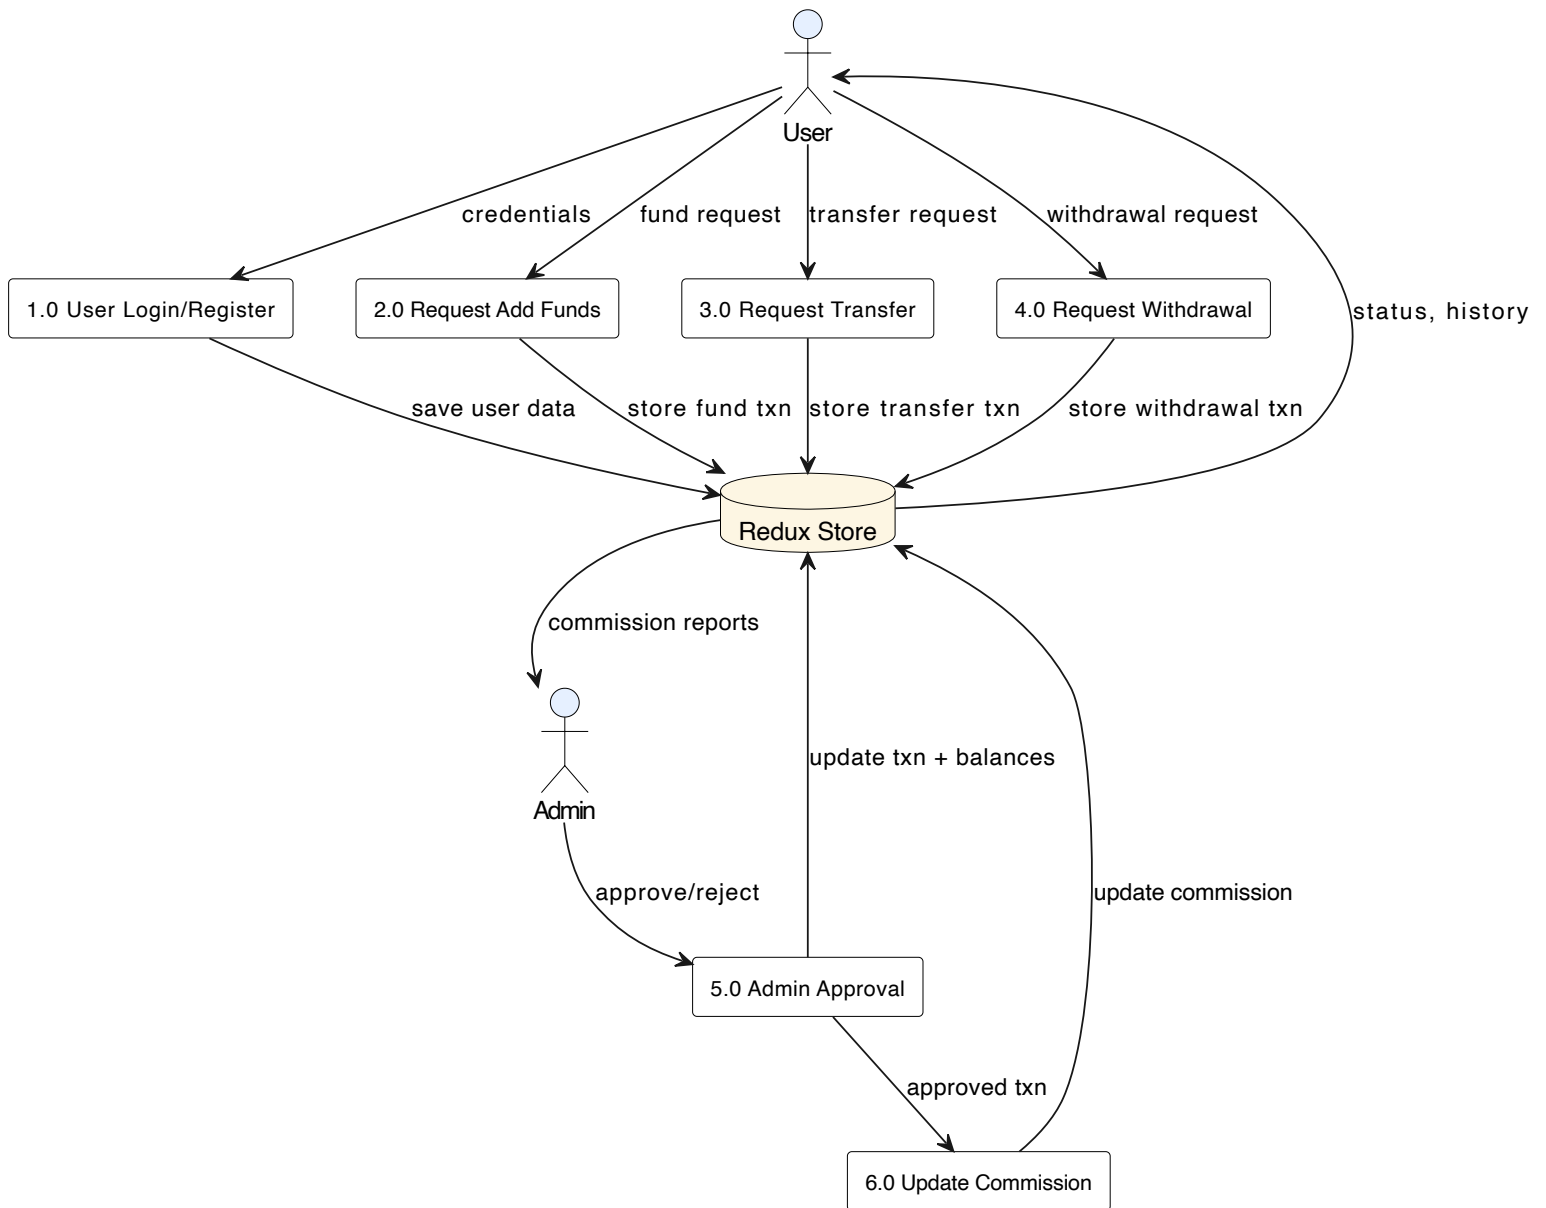 User
credentials
fund request
transfer request
withdrawal request
1.0 User Login/Register
2.0 Request Add Funds
3.0 Request Transfer
4.0 Request Withdrawal
status, history
save user data
store fund txn
store transfer txn
store withdrawal txn
Redux Store
commission reports
update txn + balances
Admin
approve/reject
update commission
5.0 Admin Approval
approved txn
6.0 Update Commission